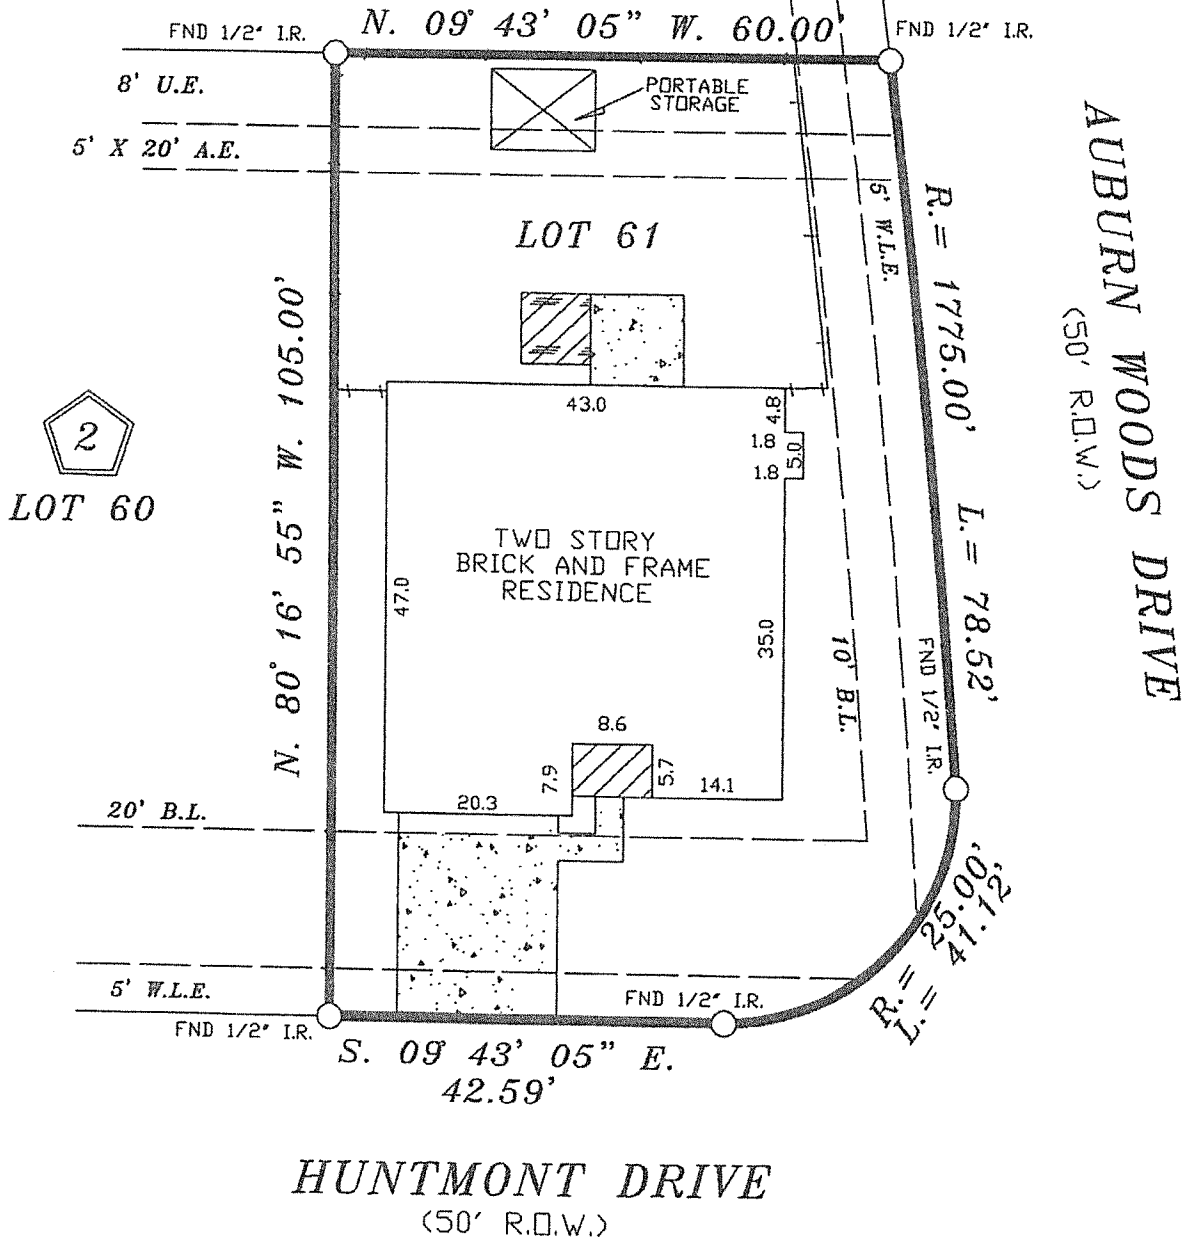 N. 09° 43' 05" W. 60.00'
FND 1/2" I.R.
FND 1/2" I.R.
8' U.E.
PORTABLE
STORAGE
5' X 20' A.E.
5' W.L.E.
LOT 61
R.= 1775.00' L.= 78.52'
AUBURN WOODS DRIVE
(50' R.O.W.)
N. 80° 16' 55" W. 105.00'
2
LOT 60
43.0
4.8
1.8
5.0
1.8
TWO STORY
BRICK AND FRAME
RESIDENCE
47.0
35.0
10' B.L.
FND 1/2" I.R.
8.6
7.9
5.7
14.1
20.3
20' B.L.
R.= 25.00'
L.= 41.12'
5' W.L.E.
FND 1/2" I.R.
FND 1/2" I.R.
S. 09° 43' 05" E.
42.59'
HUNTMONT DRIVE
(50' R.O.W.)